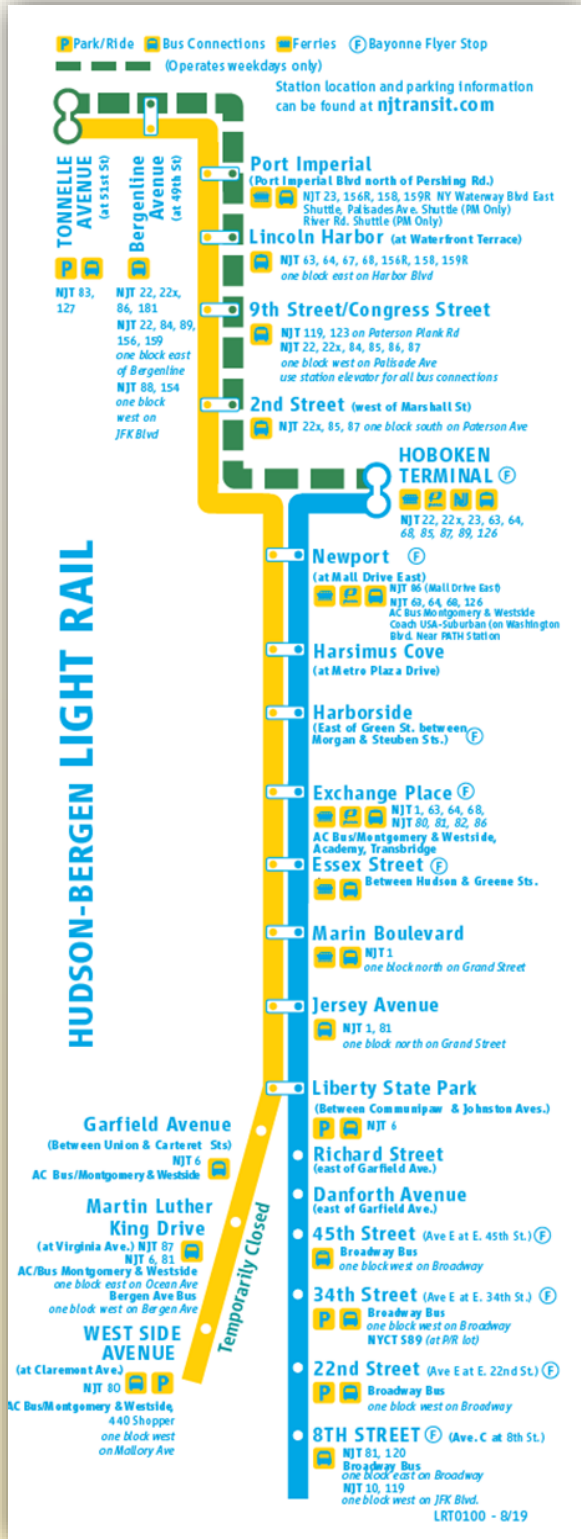 P Park/Ride Bus Connections Ferries F Bayonne Flyer Stop
(Operates weekdays only)
Station location and parking information
can be found at njtransit.com
TONNELLE
AVENUE
(at 51st St)
P
NJT 83,
127
Bergenline
Avenue
(at 49th St)
NJT 22, 22x,
86, 181
NJT 22, 84, 89,
156, 159
one block east
of Bergenline
NJT 88, 154
one block
west on
JFK Blvd
Port Imperial
(Port Imperial Blvd north of Pershing Rd.)
NJT 23, 156R, 158, 159R NY Waterway Blvd East
Shuttle, Palisades Ave. Shuttle (PM Only)
River Rd. Shuttle (PM Only)
Lincoln Harbor (at Waterfront Terrace)
NJT 63, 64, 67, 68, 156R, 158, 159R
one block east on Harbor Blvd
9th Street/Congress Street
NJT 119, 123 on Paterson Plank Rd
NJT 22, 22x, 84, 85, 86, 87
one block west on Palisade Ave
use station elevator for all bus connections
2nd Street (west of Marshall St)
NJT 22x, 85, 87 one block south on Paterson Ave
HOBOKEN
TERMINAL F
NJT 22, 22x, 23, 63, 64,
68, 85, 87, 89, 126
HUDSON-BERGEN LIGHT RAIL
Newport F
(at Mall Drive East)
NJT 86 (Mall Drive East)
NJT 63, 64, 68, 126
AC Bus Montgomery & Westside
Coach USA-Suburban (on Washington
Blvd. Near PATH Station
Harsimus Cove
(at Metro Plaza Drive)
Harborside
(East of Green St. between
Morgan & Steuben Sts.) F
Exchange Place F
NJT 1, 63, 64, 68,
NJT 80, 81, 82, 86
AC Bus/Montgomery & Westside,
Academy, Transbridge
Essex Street F
Between Hudson & Greene Sts.
Marin Boulevard
NJT 1
one block north on Grand Street
Jersey Avenue
NJT 1, 81
one block north on Grand Street
Liberty State Park
(Between Communipaw & Johnston Aves.)
P NJT 6
Garfield Avenue
(Between Union & Carteret Sts)
NJT 6
AC Bus/Montgomery & Westside
Martin Luther
King Drive
(at Virginia Ave.) NJT 87
NJT 6, 81
AC/Bus Montgomery & Westside
one block east on Ocean Ave
Bergen Ave Bus
one block west on Bergen Ave
WEST SIDE
AVENUE
(at Claremont Ave.)
NJT 80 P
AC Bus/Montgomery & Westside,
440 Shopper
one block west
on Mallory Ave
Temporarily Closed
Richard Street
(east of Garfield Ave.)
Danforth Avenue
(east of Garfield Ave.)
45th Street (Ave E at E. 45th St.) F
Broadway Bus
one block west on Broadway
34th Street (Ave E at E. 34th St.) F
P Broadway Bus
one block west on Broadway
NYCT S89 (at P/R lot)
22nd Street (Ave E at E. 22nd St.) F
P Broadway Bus
one block west on Broadway
8TH STREET F (Ave. C at 8th St.)
NJT 81, 120
Broadway Bus
one block east on Broadway
NJT 10, 119
one block west on JFK Blvd.
LRT0100 - 8/19